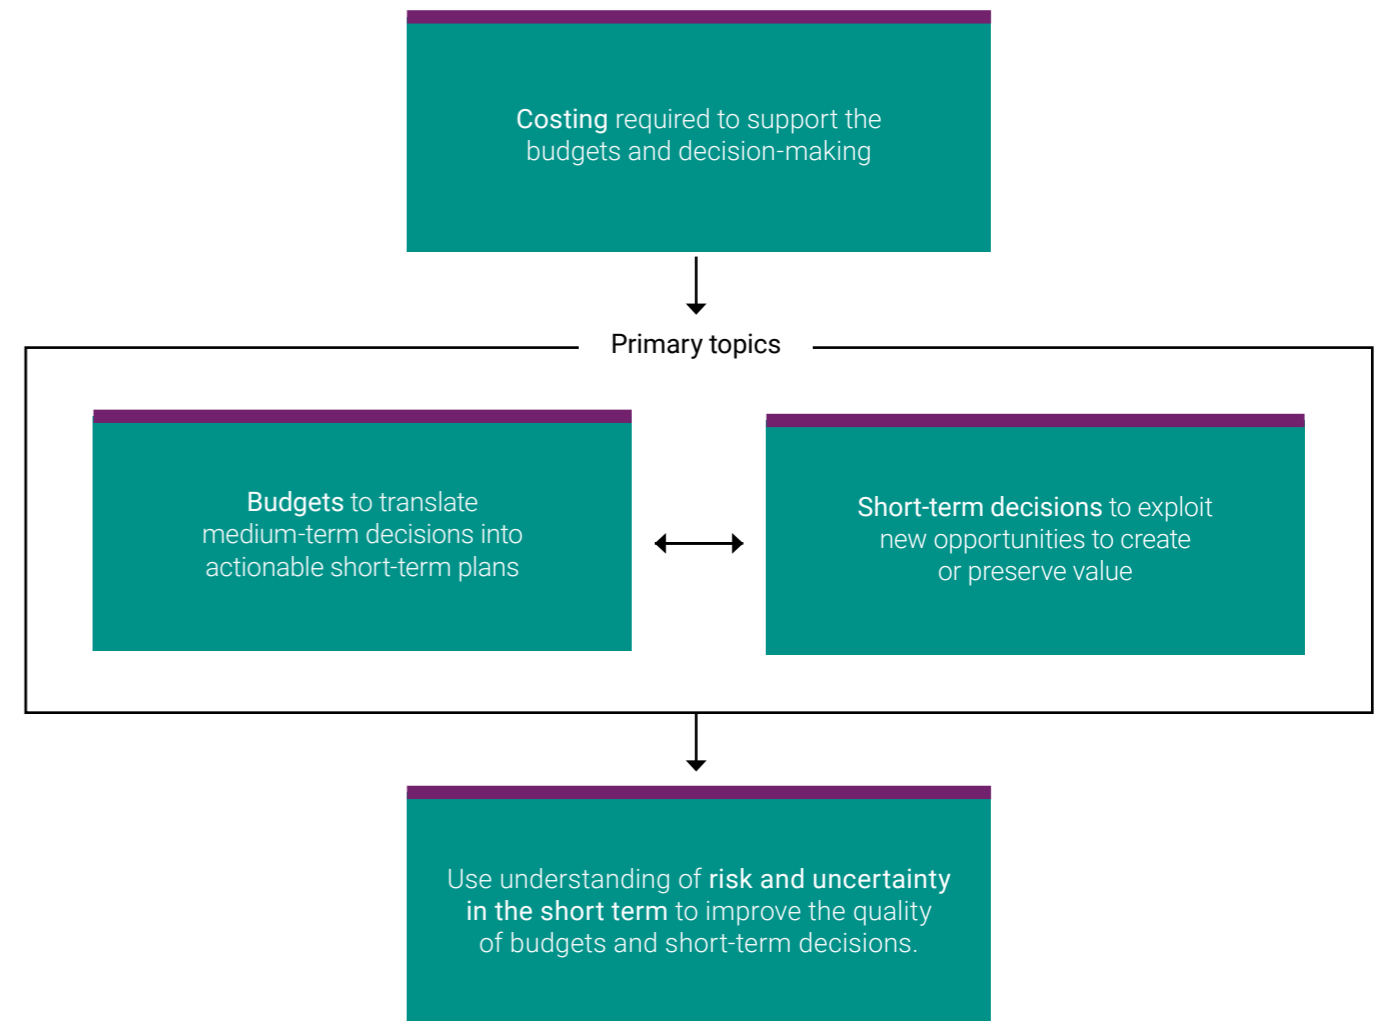 Costing required to support the
budgets and decision-making
Primary topics
Budgets to translate
medium-term decisions into
actionable short-term plans
Short-term decisions to exploit
new opportunities to create
or preserve value
Use understanding of risk and uncertainty
in the short term to improve the quality
of budgets and short-term decisions.